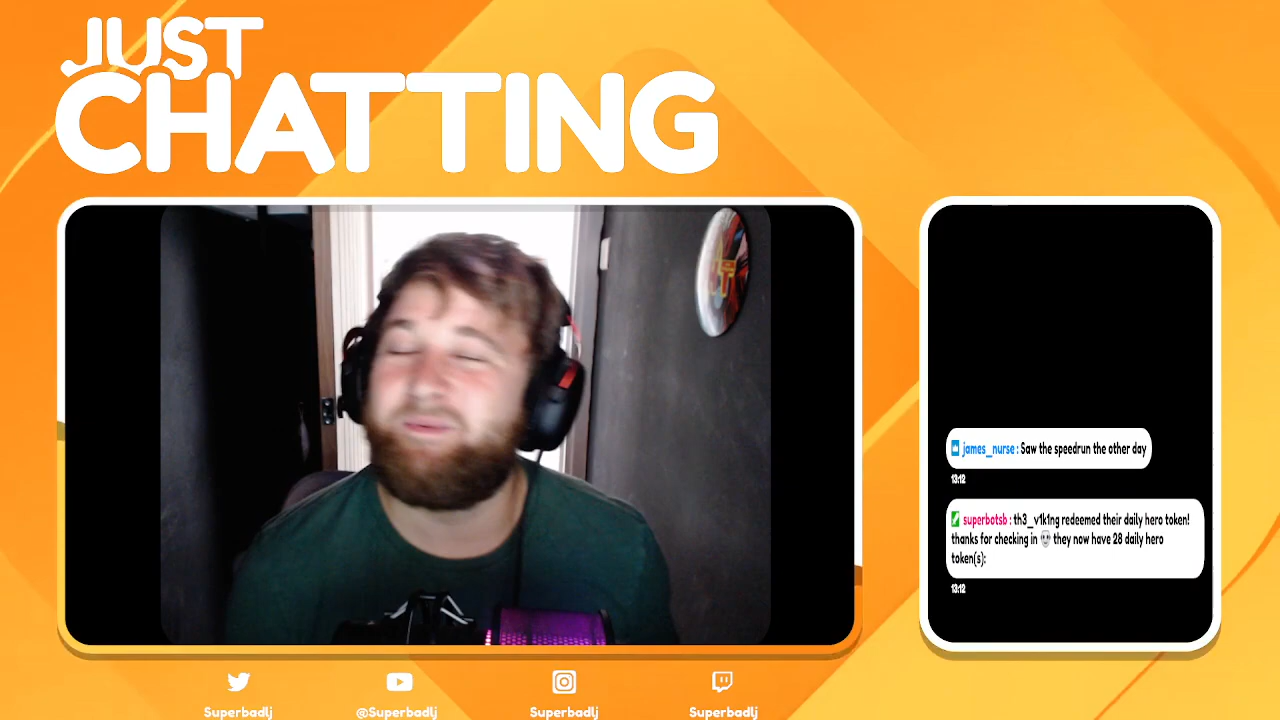 JUST
CHATTING
james_nurse : Saw the speedrun the other day
13:12
superbotsb : th3_v1k1ng redeemed their daily hero token!
thanks for checking in 💀 they now have 28 daily hero
token(s):
13:12
Superbadlj
@Superbadlj
Superbadlj
Superbadlj